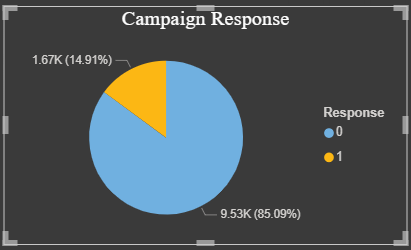 Campaign Response
1.67K (14.91%)
Response
0
1
9.53K (85.09%)